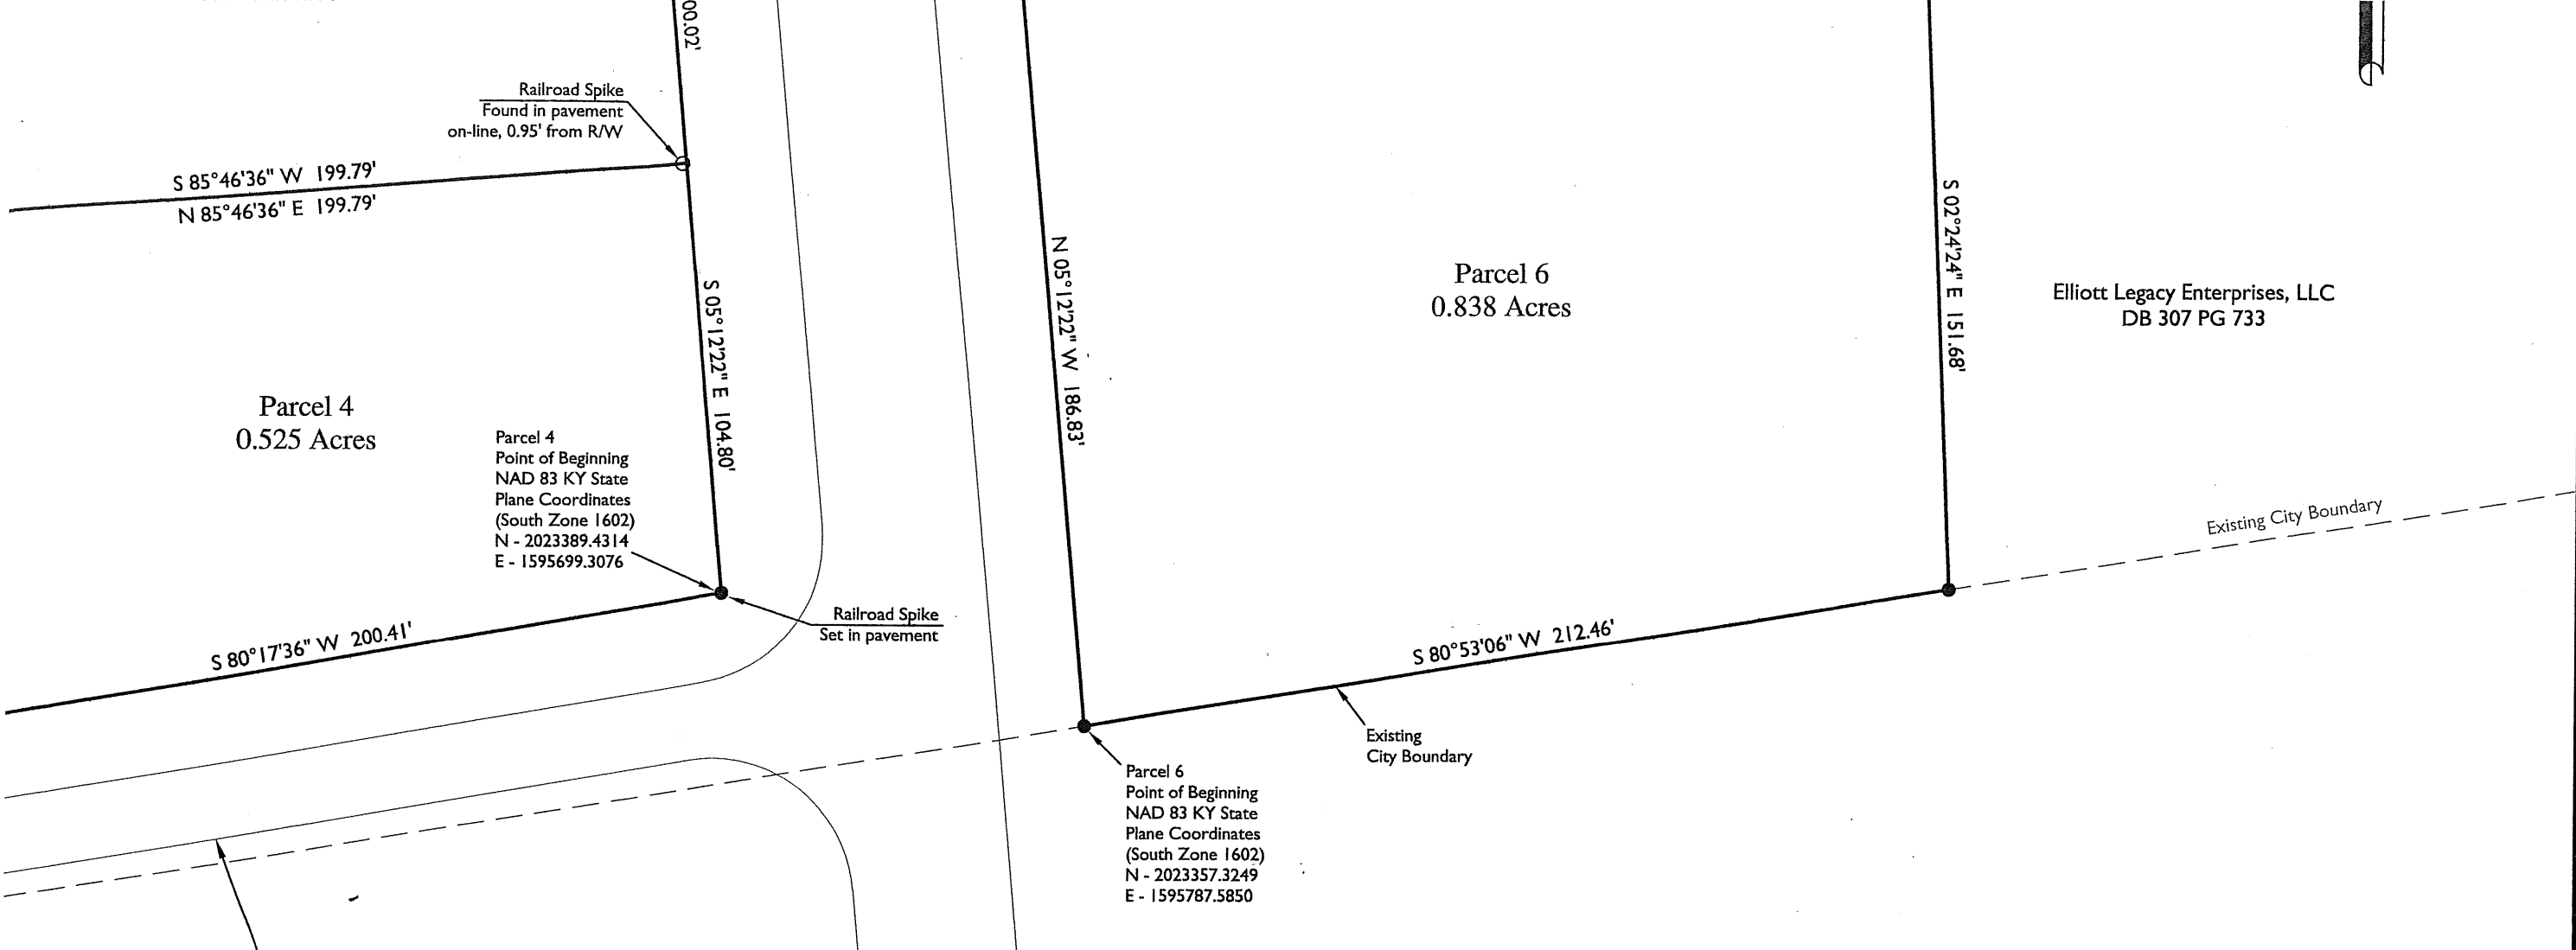 00.02'
Railroad Spike
Found in pavement
on-line, 0.95' from R/W
S 85°46'36" W 199.79'
N 85°46'36" E 199.79'
S 05°12'22" E 104.80'
Parcel 4
0.525 Acres
Parcel 4
Point of Beginning
NAD 83 KY State
Plane Coordinates
(South Zone 1602)
N - 2023389.4314
E - 1595699.3076
Railroad Spike
Set in pavement
S 80°17'36" W 200.41'
N 05°12'22" W 186.83'
Parcel 6
0.838 Acres
S 02°24'24" E 151.68'
Elliott Legacy Enterprises, LLC
DB 307 PG 733
Existing City Boundary
S 80°53'06" W 212.46'
Existing
City Boundary
Parcel 6
Point of Beginning
NAD 83 KY State
Plane Coordinates
(South Zone 1602)
N - 2023357.3249
E - 1595787.5850